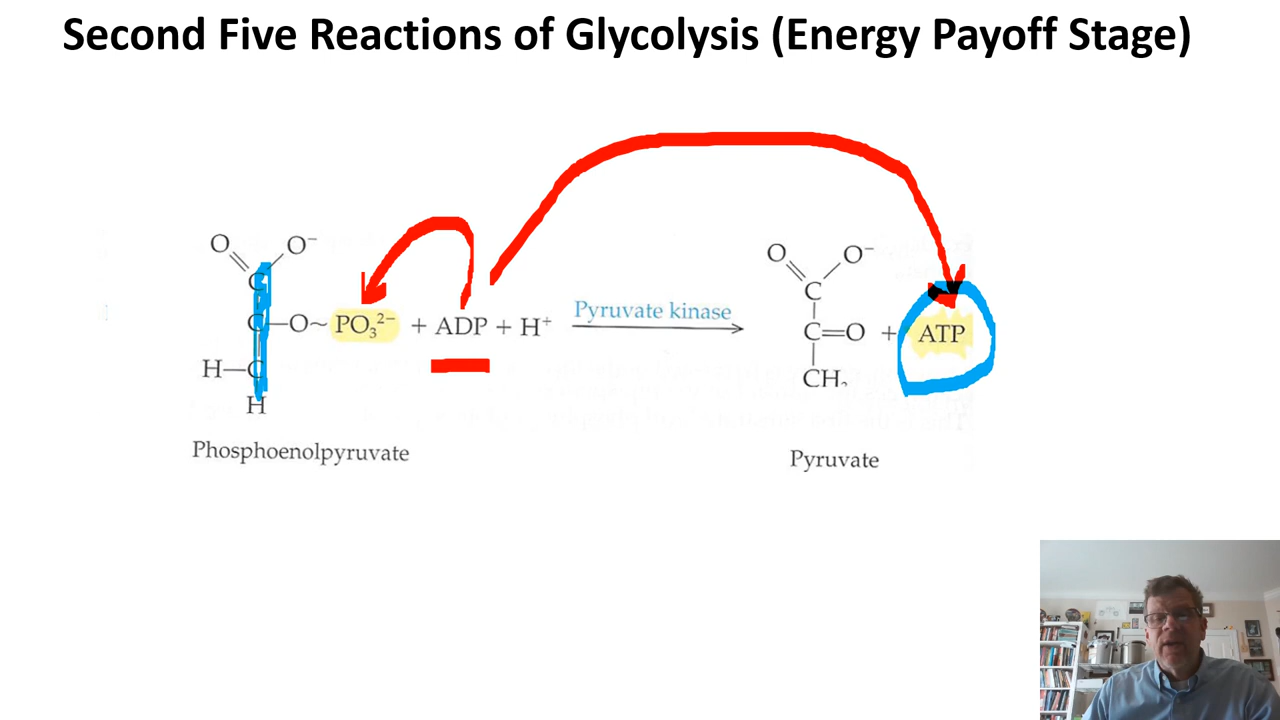 Second Five Reactions of Glycolysis (Energy Payoff Stage)
O O⁻
C
C—O~ PO₃²⁻ + ADP + H⁺
H—C
H
Phosphoenolpyruvate
Pyruvate kinase
O O⁻
C
C=O + ATP
CH₃
Pyruvate